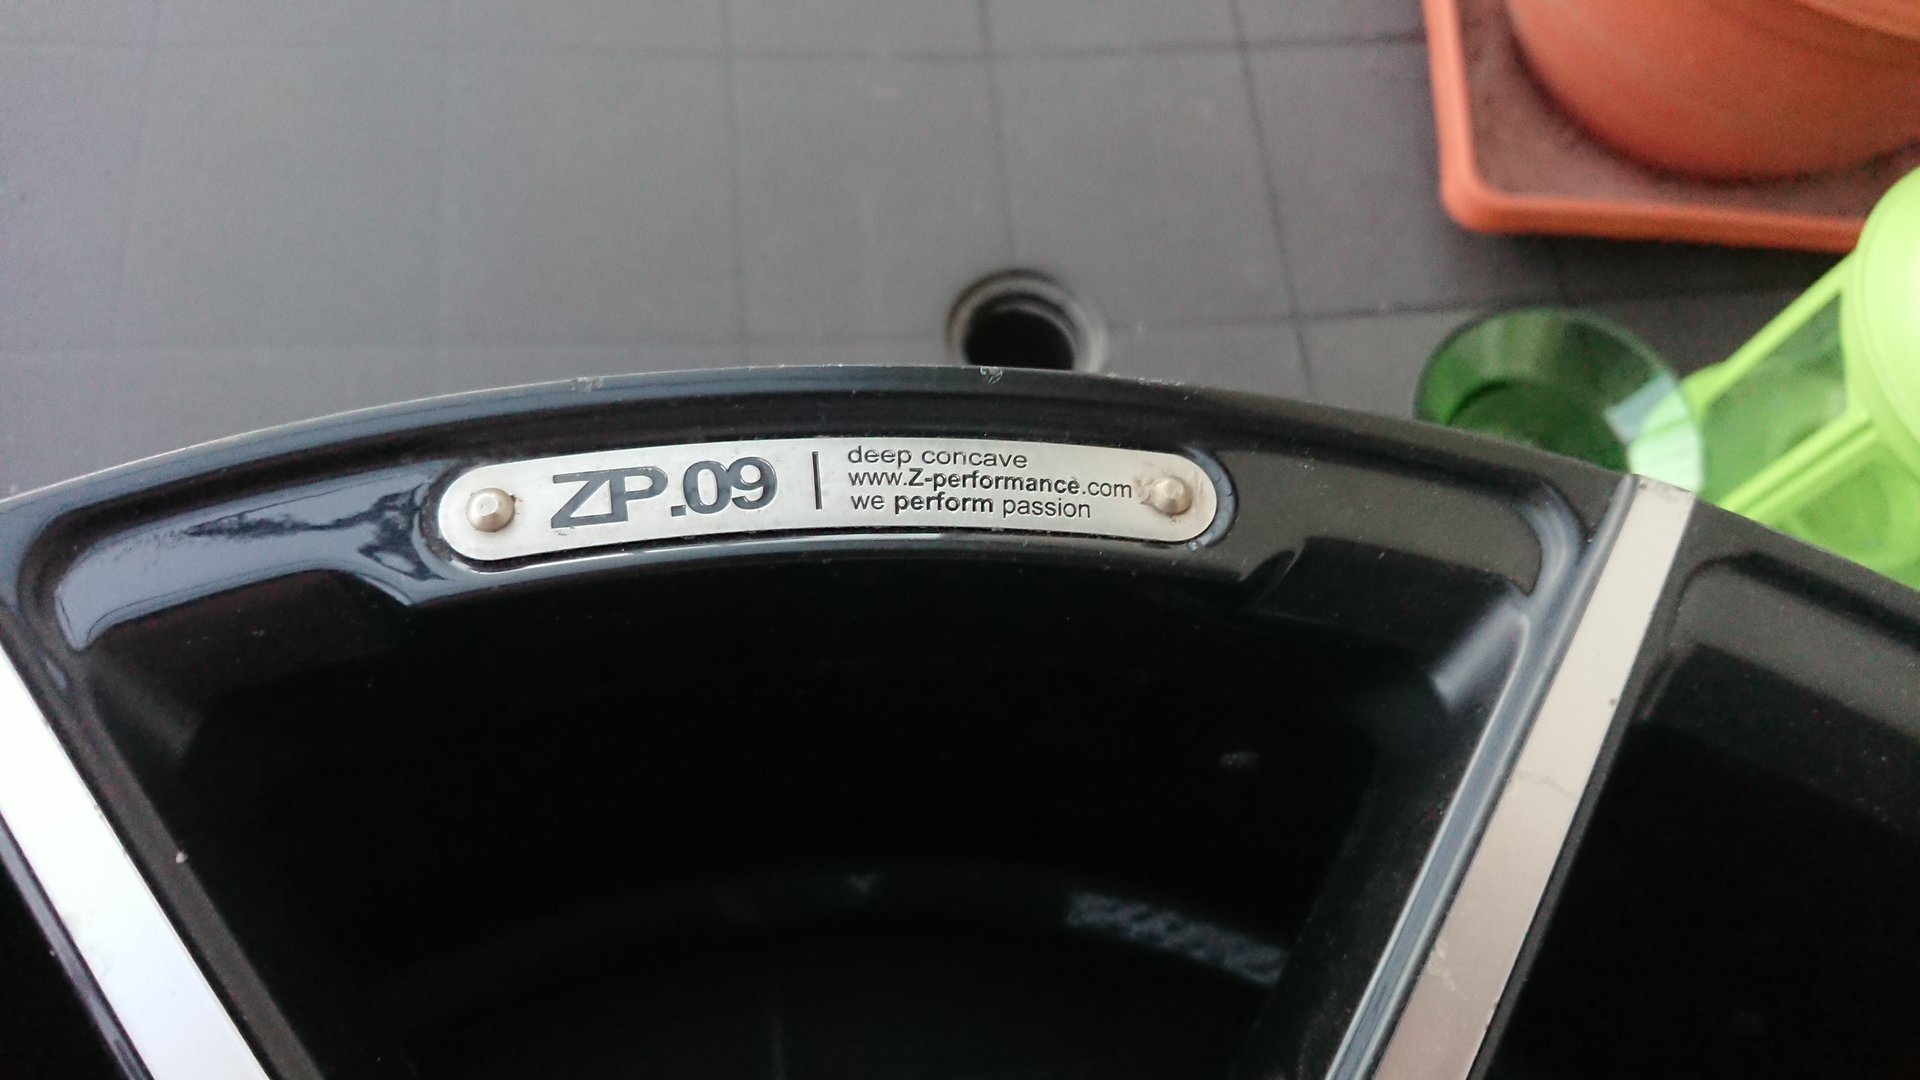 ZP.09 |
deep concave
www.Z-performance.com
we perform passion